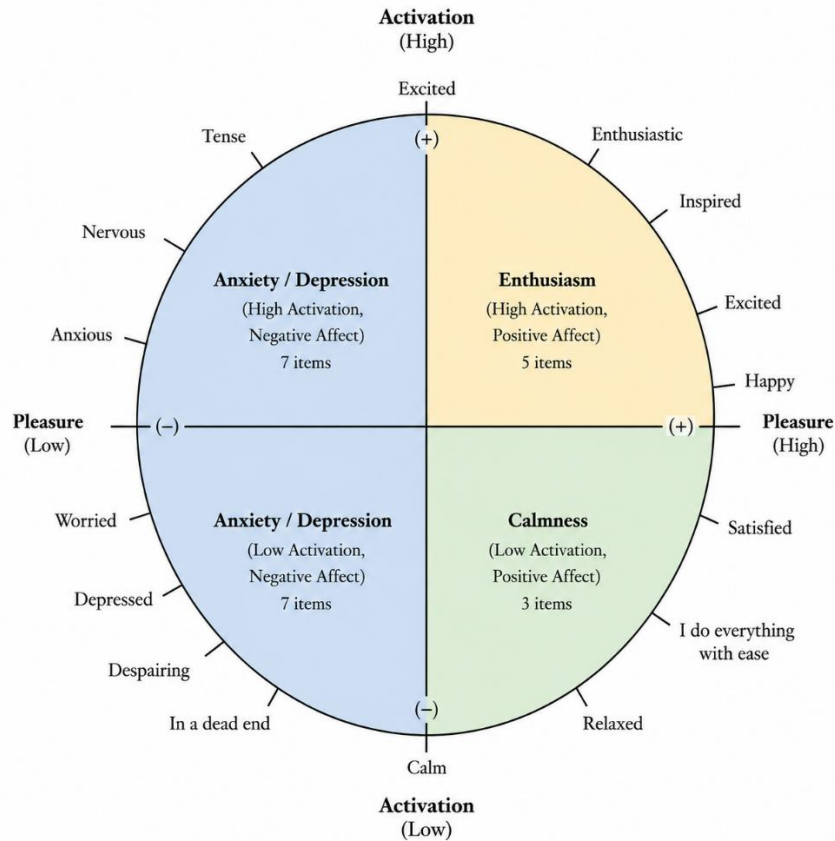 Activation
(High)
Excited
(+)
Tense
Enthusiastic
Nervous
Inspired
Anxiety / Depression
(High Activation,
Negative Affect)
7 items
Enthusiasm
(High Activation,
Positive Affect)
5 items
Anxious
Excited
Happy
Pleasure
(Low)
(−)
(+)
Pleasure
(High)
Worried
Anxiety / Depression
(Low Activation,
Negative Affect)
7 items
Calmness
(Low Activation,
Positive Affect)
3 items
Satisfied
Depressed
I do everything
with ease
Despairing
In a dead end
(−)
Relaxed
Calm
Activation
(Low)